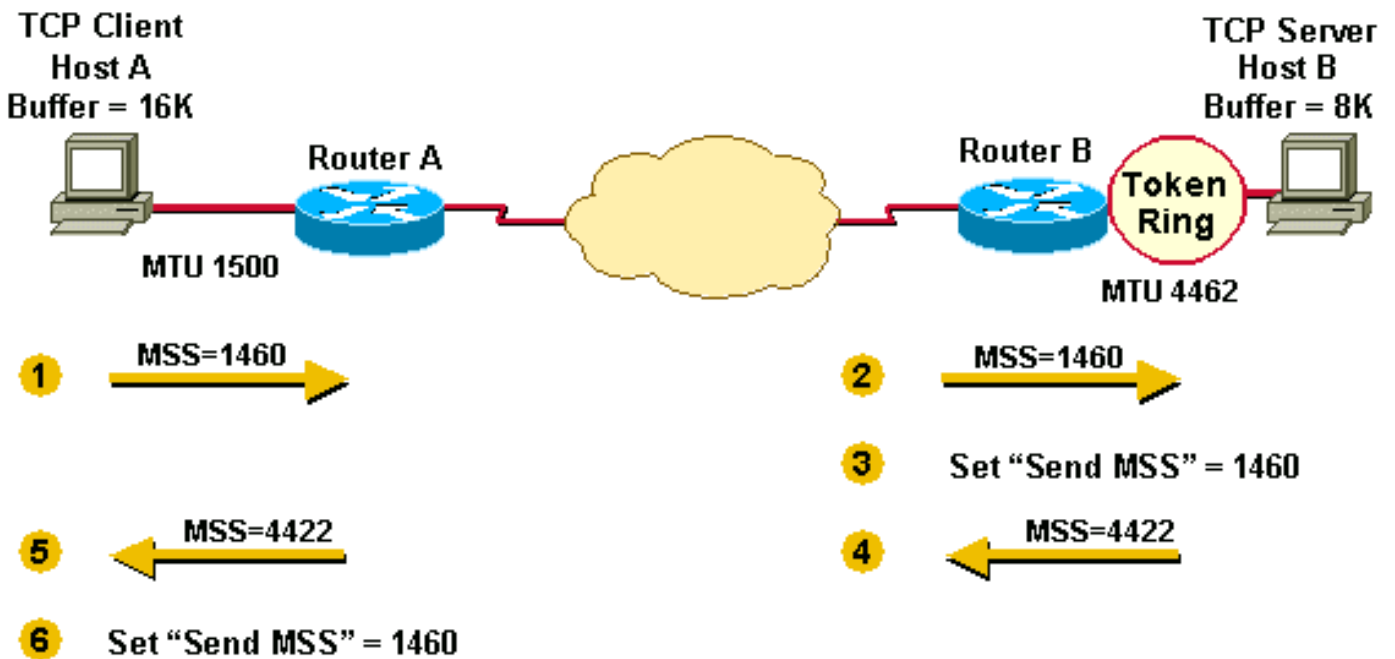 TCP Client
Host A
Buffer = 16K
TCP Server
Host B
Buffer = 8K
Router A
Router B
Token
Ring
MTU 1500
MTU 4462
1
MSS=1460
2
MSS=1460
3
Set “Send MSS” = 1460
5
MSS=4422
4
MSS=4422
6
Set “Send MSS” = 1460